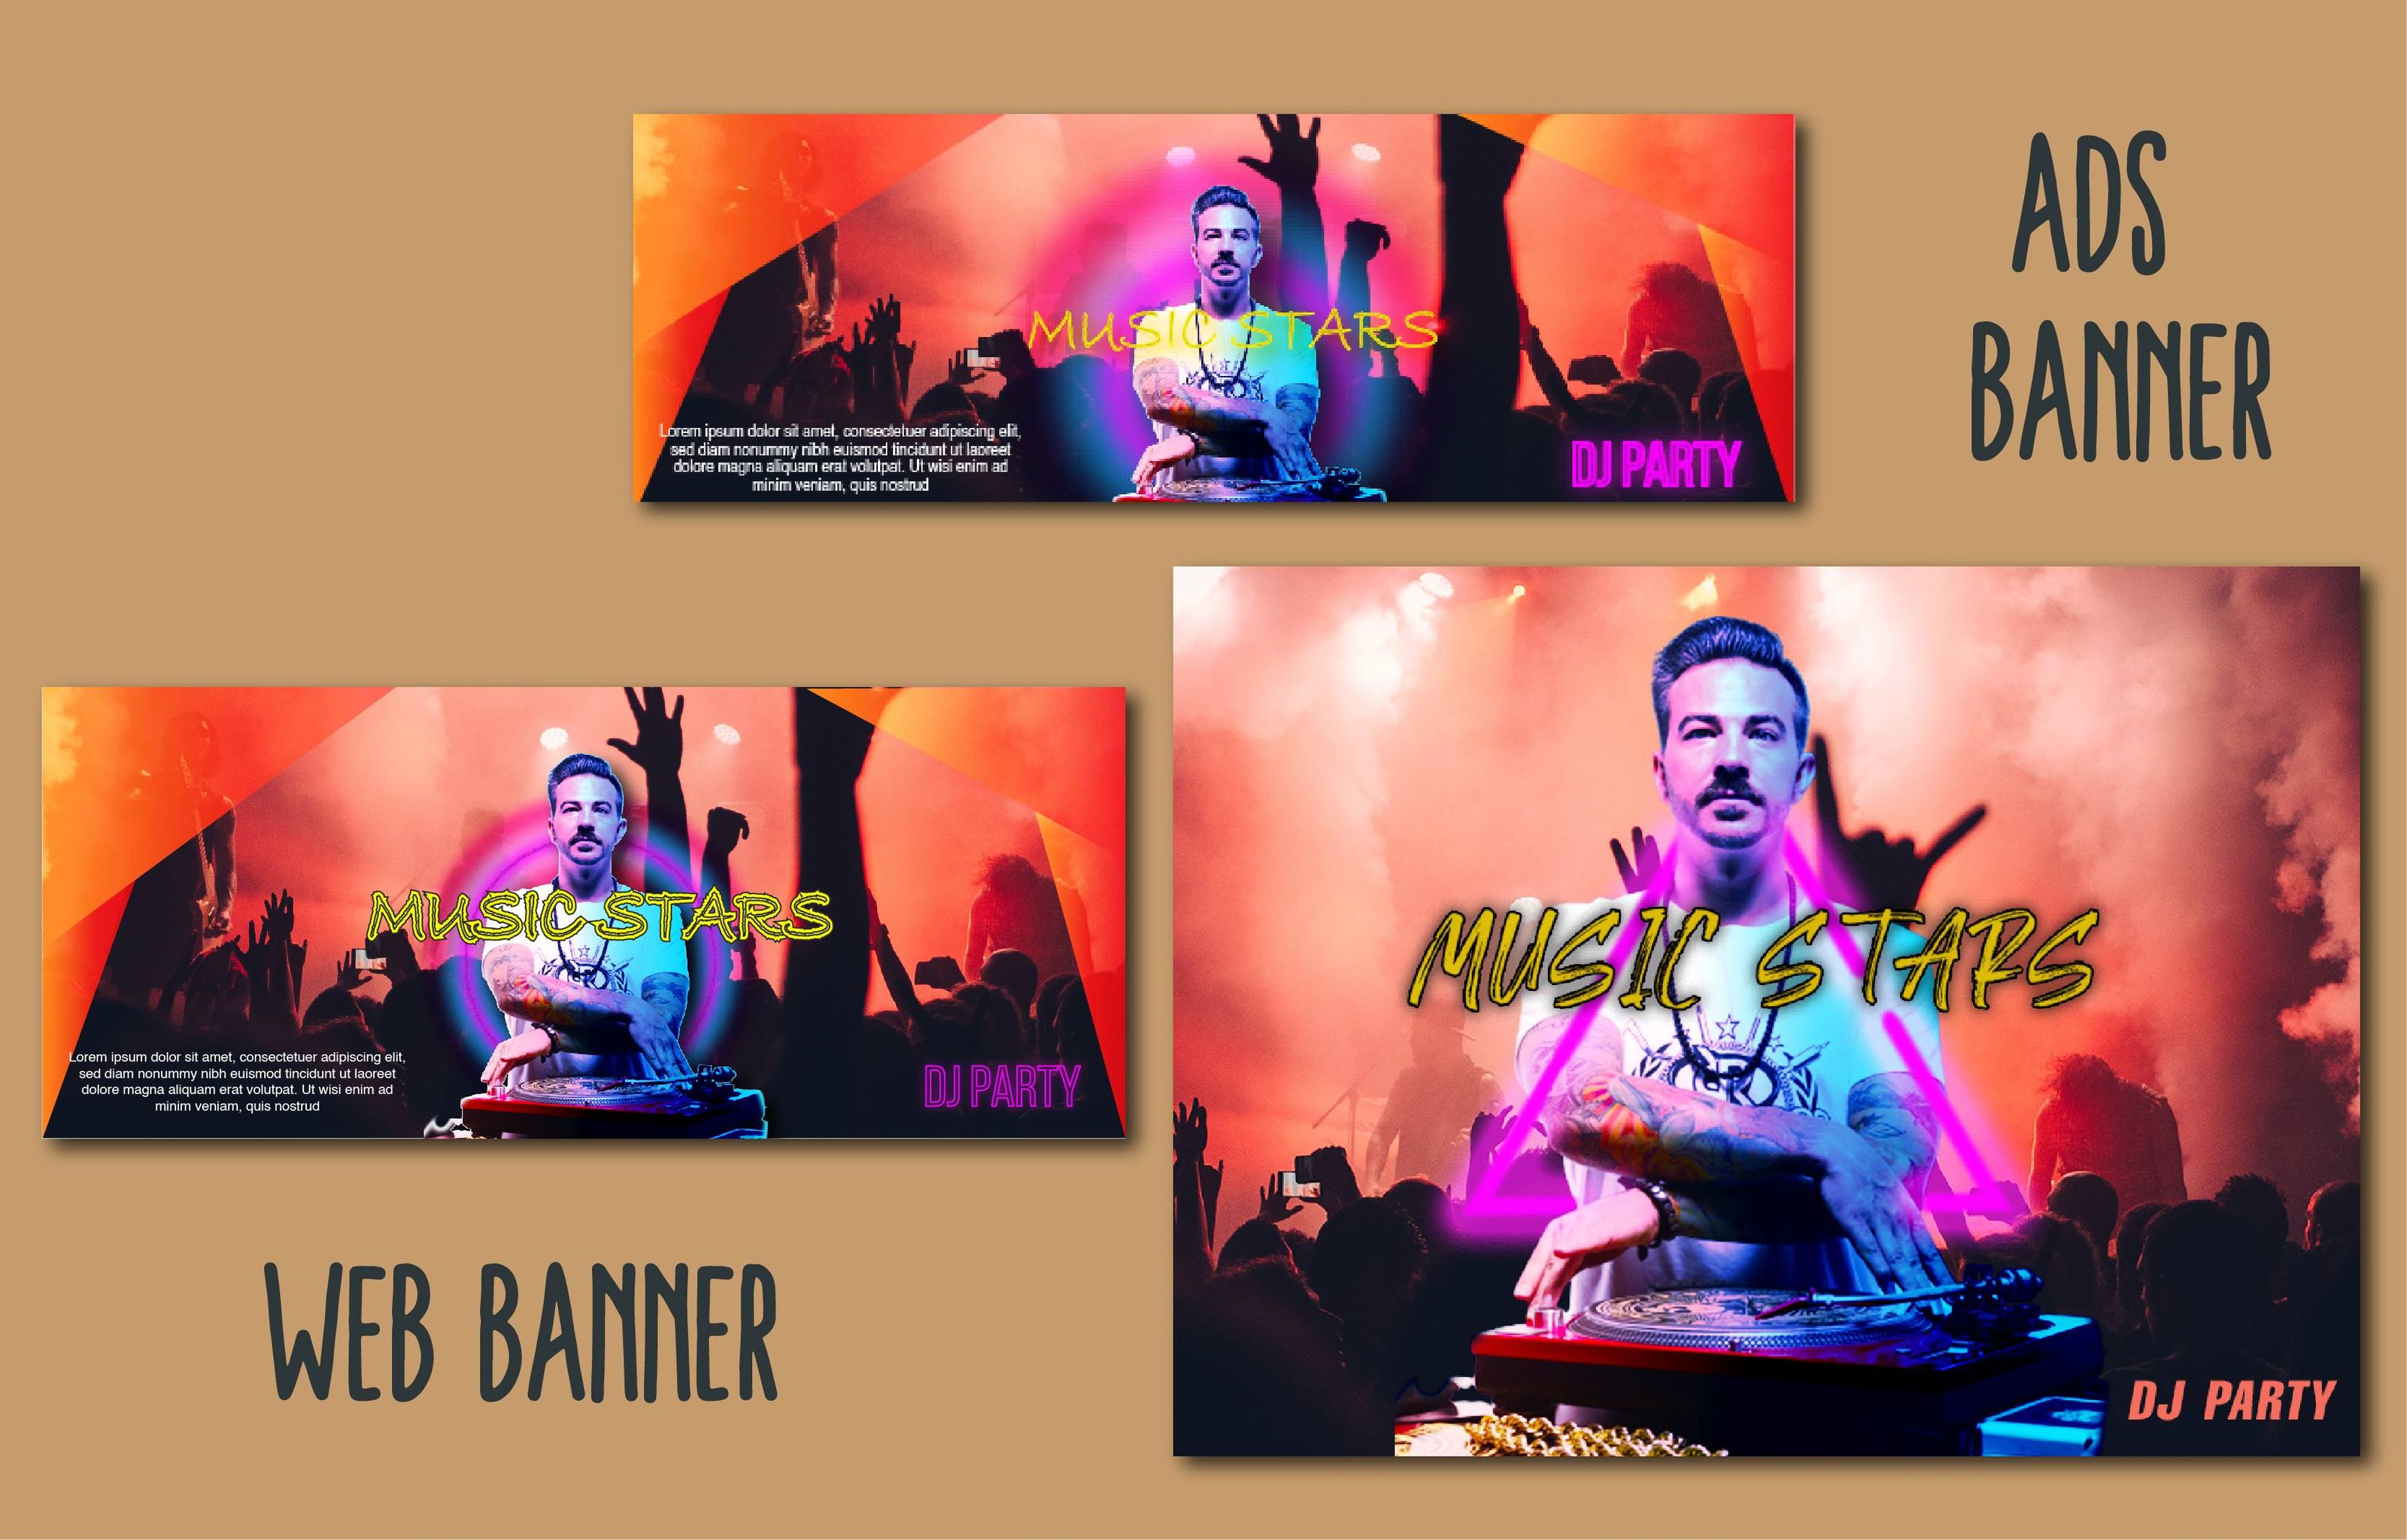 ADS
BANNER
MUSIC STARS
Lorem ipsum dolor sit amet, consectetuer adipiscing elit,
sed diam nonummy nibh euismod tincidunt ut laoreet
dolore magna aliquam erat volutpat. Ut wisi enim ad
minim veniam, quis nostrud
DJ PARTY
MUSIC STARS
Lorem ipsum dolor sit amet, consectetuer adipiscing elit,
sed diam nonummy nibh euismod tincidunt ut laoreet
dolore magna aliquam erat volutpat. Ut wisi enim ad
minim veniam, quis nostrud
DJ PARTY
WEB BANNER
MUSIC STARS
DJ PARTY